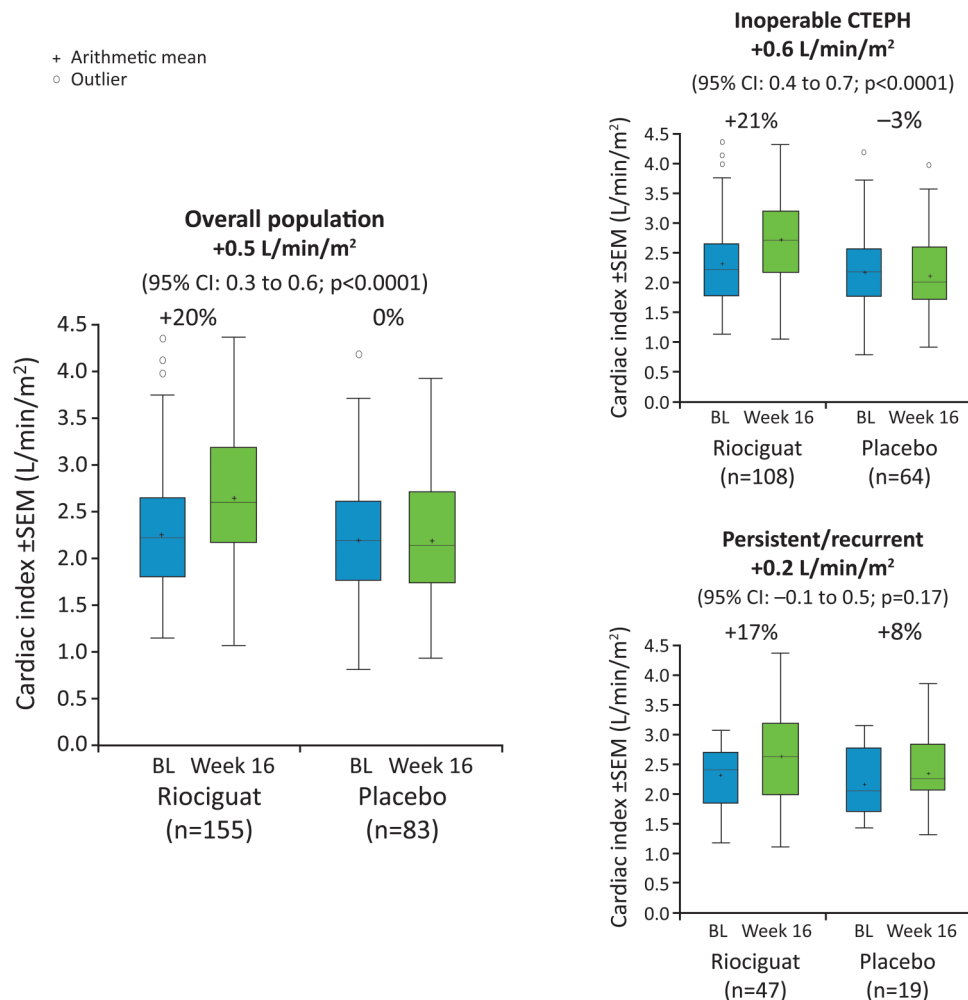 + Arithmetic mean
○ Outlier
Overall population
+0.5 L/min/m²
(95% CI: 0.3 to 0.6; p<0.0001)
+20% 0%
Cardiac index ±SEM (L/min/m²)
4.5
4.0
3.5
3.0
2.5
2.0
1.5
1.0
0.5
0.0
BL Week 16 BL Week 16
Riociguat Placebo
(n=155) (n=83)
Inoperable CTEPH
+0.6 L/min/m²
(95% CI: 0.4 to 0.7; p<0.0001)
+21% −3%
Cardiac index ±SEM (L/min/m²)
4.5
4.0
3.5
3.0
2.5
2.0
1.5
1.0
0.5
0.0
BL Week 16 BL Week 16
Riociguat Placebo
(n=108) (n=64)
Persistent/recurrent
+0.2 L/min/m²
(95% CI: −0.1 to 0.5; p=0.17)
+17% +8%
Cardiac index ±SEM (L/min/m²)
4.5
4.0
3.5
3.0
2.5
2.0
1.5
1.0
0.5
0.0
BL Week 16 BL Week 16
Riociguat Placebo
(n=47) (n=19)